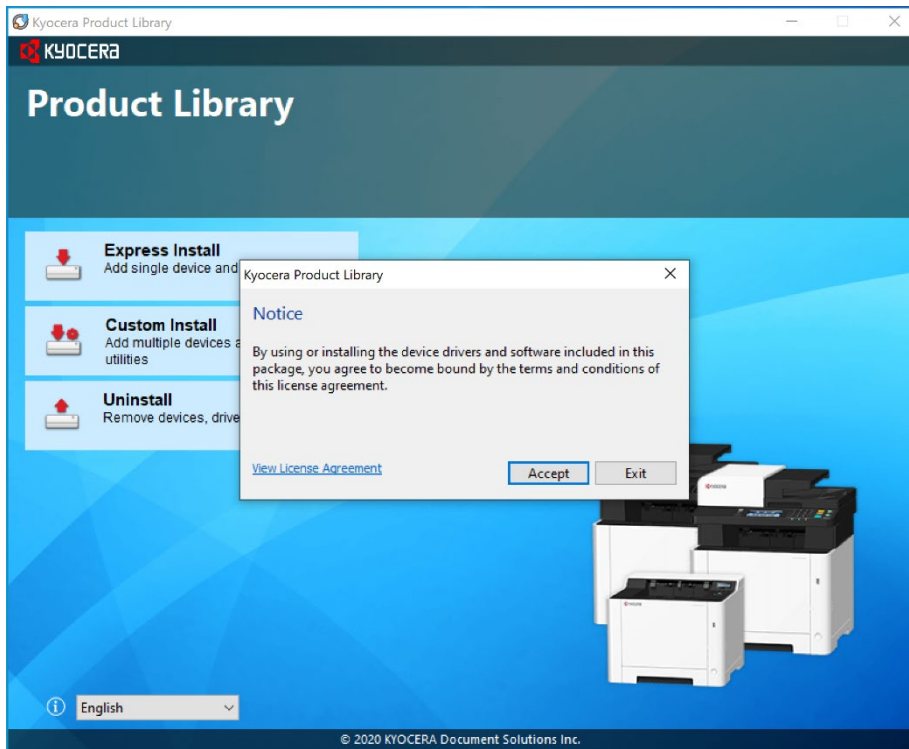 Kyocera Product Library
KYOCERA
Product Library
Express Install
Add single device and
Custom Install
Add multiple devices a
utilities
Uninstall
Remove devices, drive
Kyocera Product Library
Notice
By using or installing the device drivers and software included in this
package, you agree to become bound by the terms and conditions of
this license agreement.
View License Agreement
Accept
Exit
KYOCERA
KYOCERA
English
© 2020 KYOCERA Document Solutions Inc.